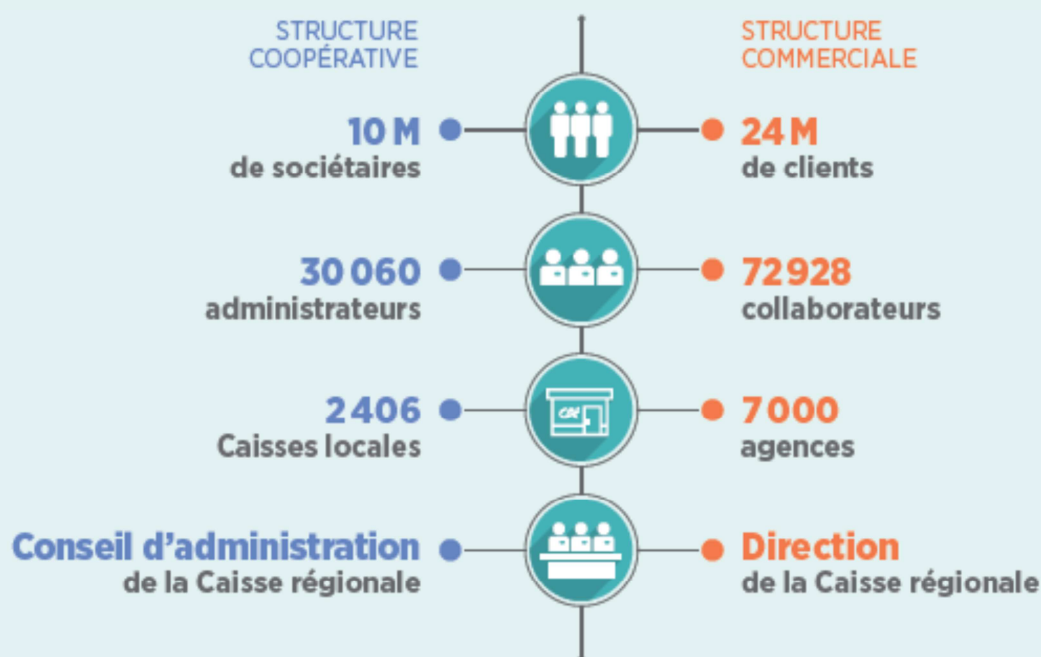 STRUCTURE
COOPÉRATIVE
STRUCTURE
COMMERCIALE
10 M
de sociétaires
24 M
de clients
30 060
administrateurs
72 928
collaborateurs
2 406
Caisses locales
7 000
agences
Conseil d'administration
de la Caisse régionale
Direction
de la Caisse régionale